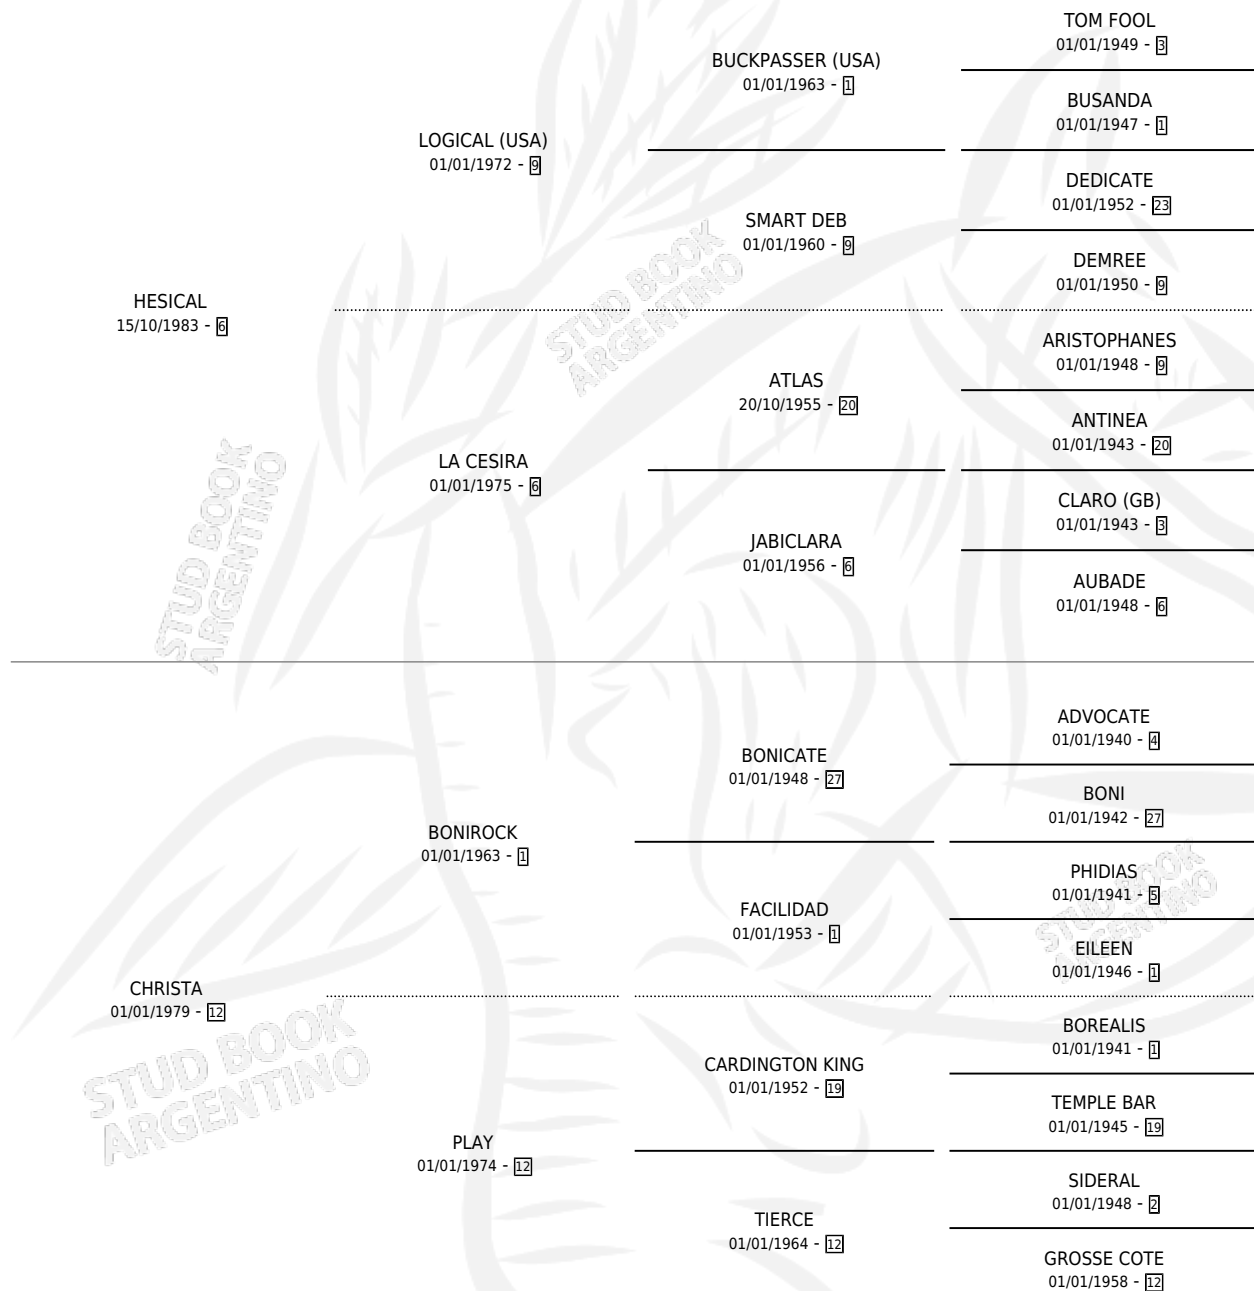 TOM FOOL
01/01/1949 - 3
BUCKPASSER (USA)
01/01/1963 - 1
BUSANDA
01/01/1947 - 1
LOGICAL (USA)
01/01/1972 - 9
DEDICATE
01/01/1952 - 23
SMART DEB
01/01/1960 - 9
DEMREE
01/01/1950 - 9
HESICAL
15/10/1983 - 6
ARISTOPHANES
01/01/1948 - 9
ATLAS
20/10/1955 - 20
ANTINEA
01/01/1943 - 20
LA CESIRA
01/01/1975 - 6
CLARO (GB)
01/01/1943 - 3
JABICLARA
01/01/1956 - 6
AUBADE
01/01/1948 - 6
ADVOCATE
01/01/1940 - 4
BONICATE
01/01/1948 - 27
BONI
01/01/1942 - 27
BONIROCK
01/01/1963 - 1
PHIDIAS
01/01/1941 - 5
FACILIDAD
01/01/1953 - 1
EILEEN
01/01/1946 - 1
CHRISTA
01/01/1979 - 12
BOREALIS
01/01/1941 - 1
CARDINGTON KING
01/01/1952 - 19
TEMPLE BAR
01/01/1945 - 19
PLAY
01/01/1974 - 12
SIDERAL
01/01/1948 - 2
TIERCE
01/01/1964 - 12
GROSSE COTE
01/01/1958 - 12
STUD BOOK
ARGENTINO
STUD BOOK
ARGENTINO
STUD BOOK
ARGENTINO
STUD BOOK
ARGENTINO